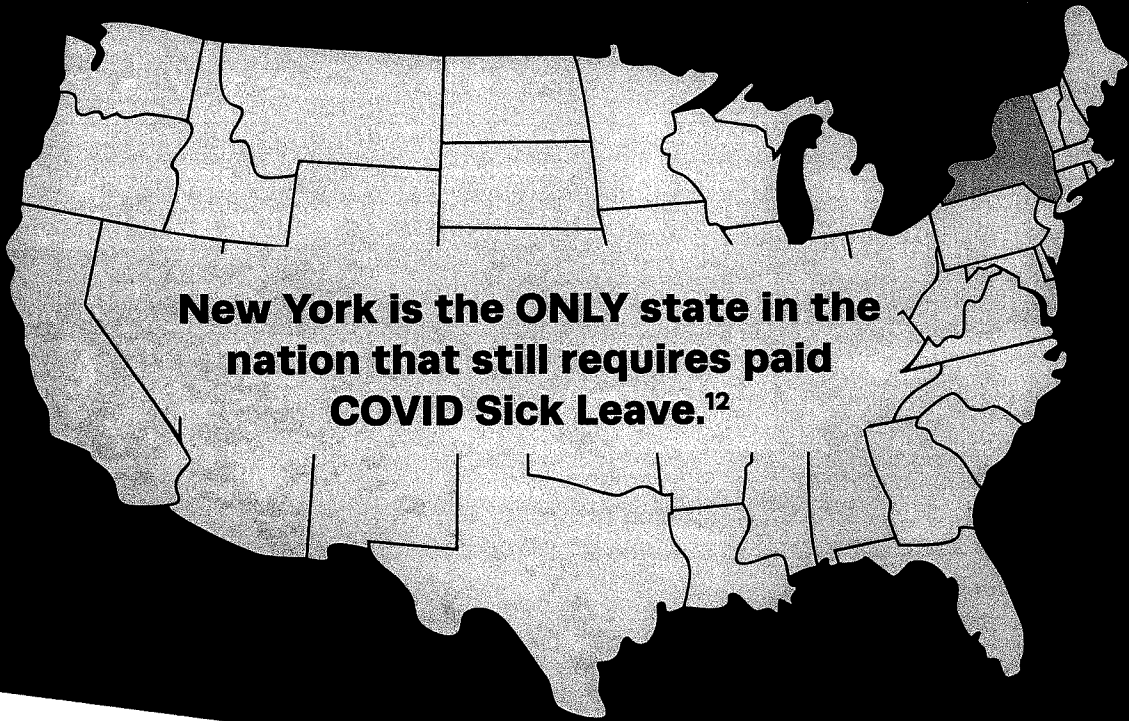 New York is the ONLY state in the
nation that still requires paid
COVID Sick Leave.12